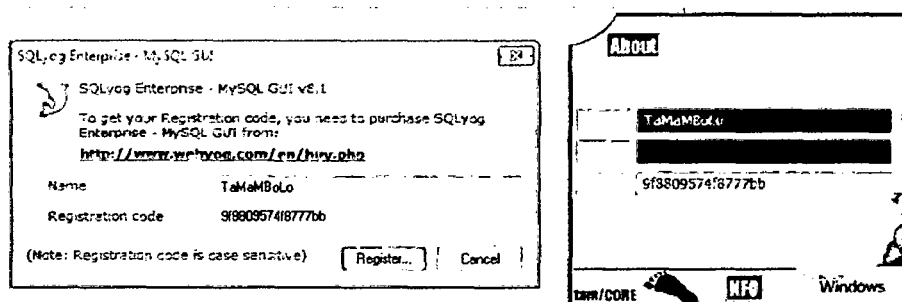 SQLyog Enterprise - MySQL GUI
SQLyog Enterprise - MySQL GUI v8.1
To get your Registration code, you need to purchase SQLyog
Enterprise - MySQL GUI from:
http://www.webyog.com/en/buy.php
Name TaMaMBoLo
Registration code 9f8809574f8777bb
(Note: Registration code is case sensitive)
Register... Cancel
About
TaMaMBoLo
9f8809574f8777bb
/CORE
NFO
Windows